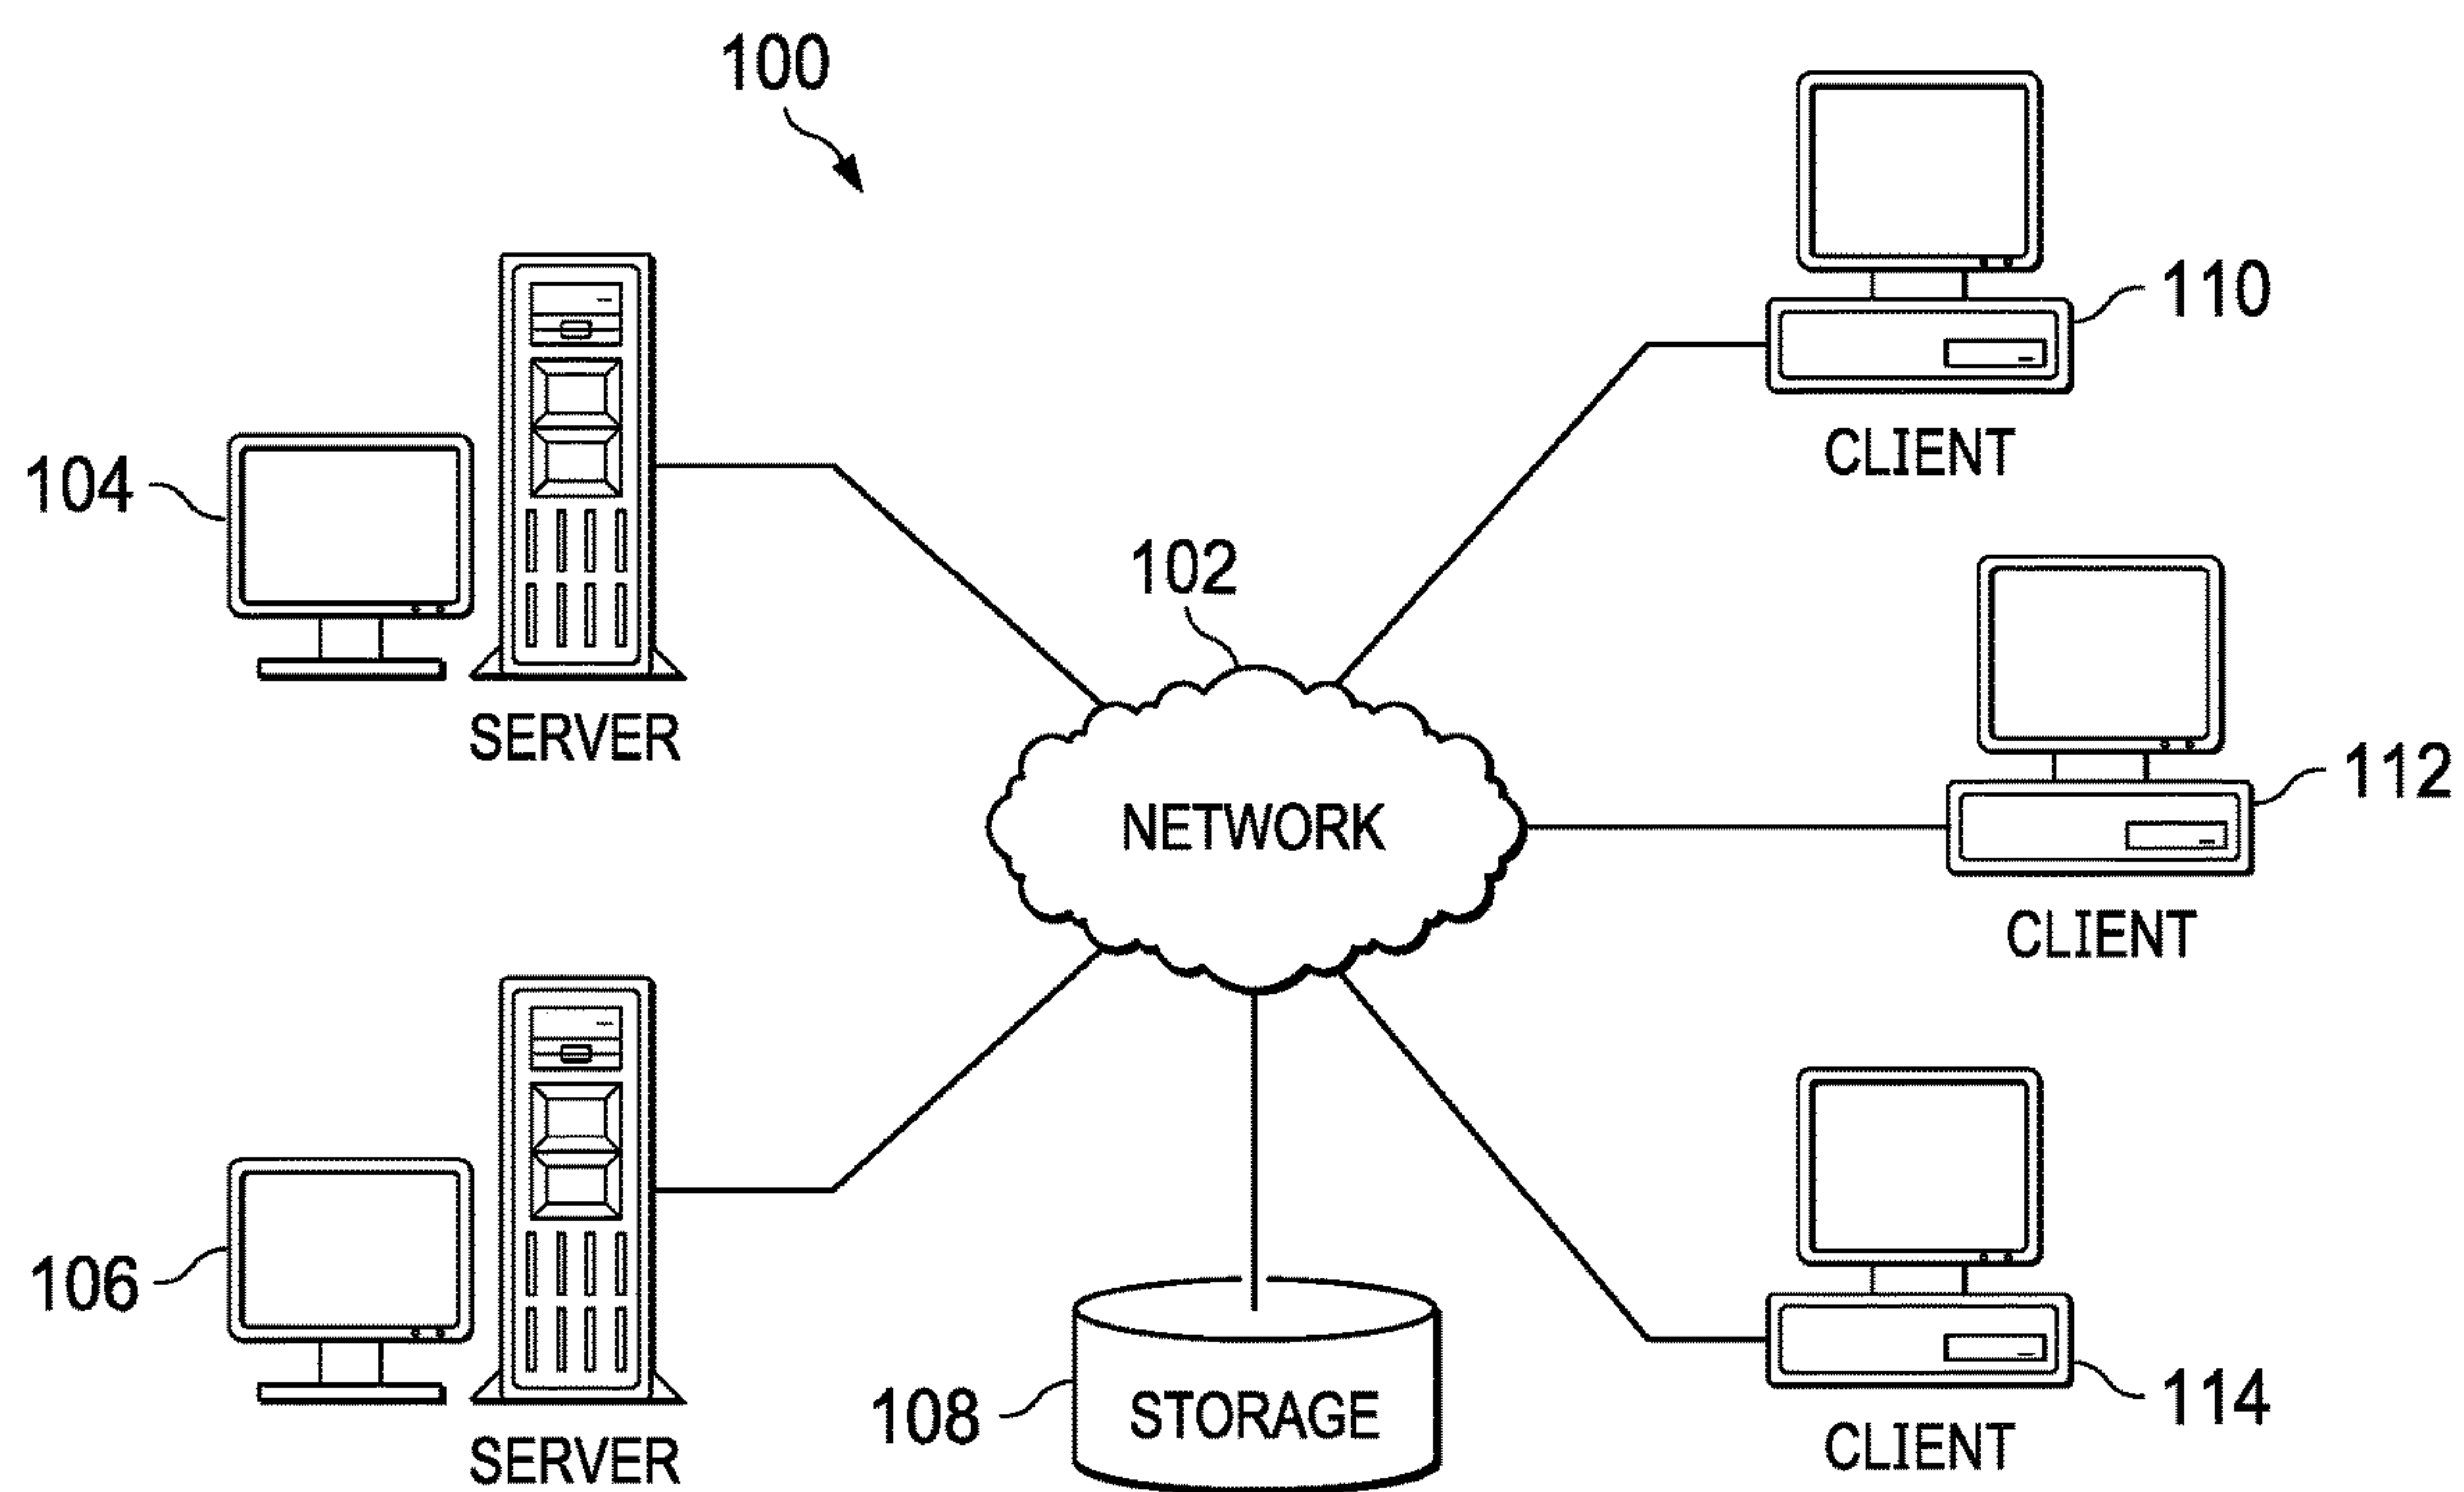 100
110
CLIENT
104
SERVER
102
NETWORK
112
CLIENT
106
SERVER
108
STORAGE
114
CLIENT